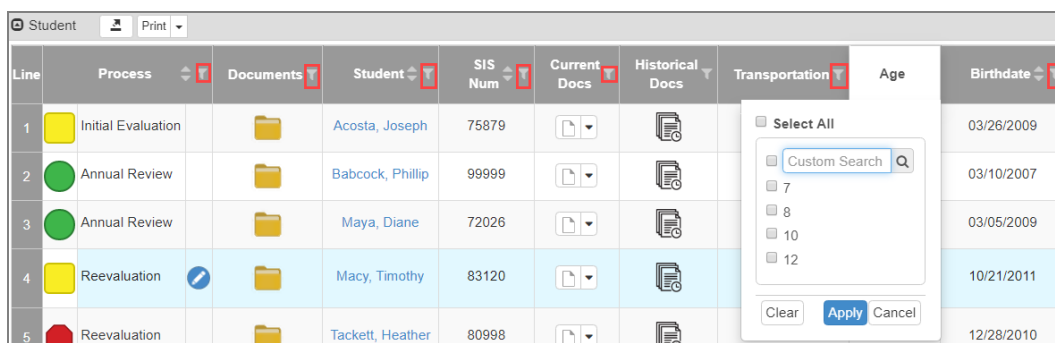 Student Print
Line Process Documents Student SIS Num Current Docs Historical Docs Transportation Age Birthdate
1 Initial Evaluation Acosta, Joseph 75879 03/26/2009
2 Annual Review Babcock, Phillip 99999 03/10/2007
3 Annual Review Maya, Diane 72026 03/05/2009
4 Reevaluation Macy, Timothy 83120 10/21/2011
5 Reevaluation Tackett, Heather 80998 12/28/2010
Select All
Custom Search
7
8
10
12
Clear Apply Cancel